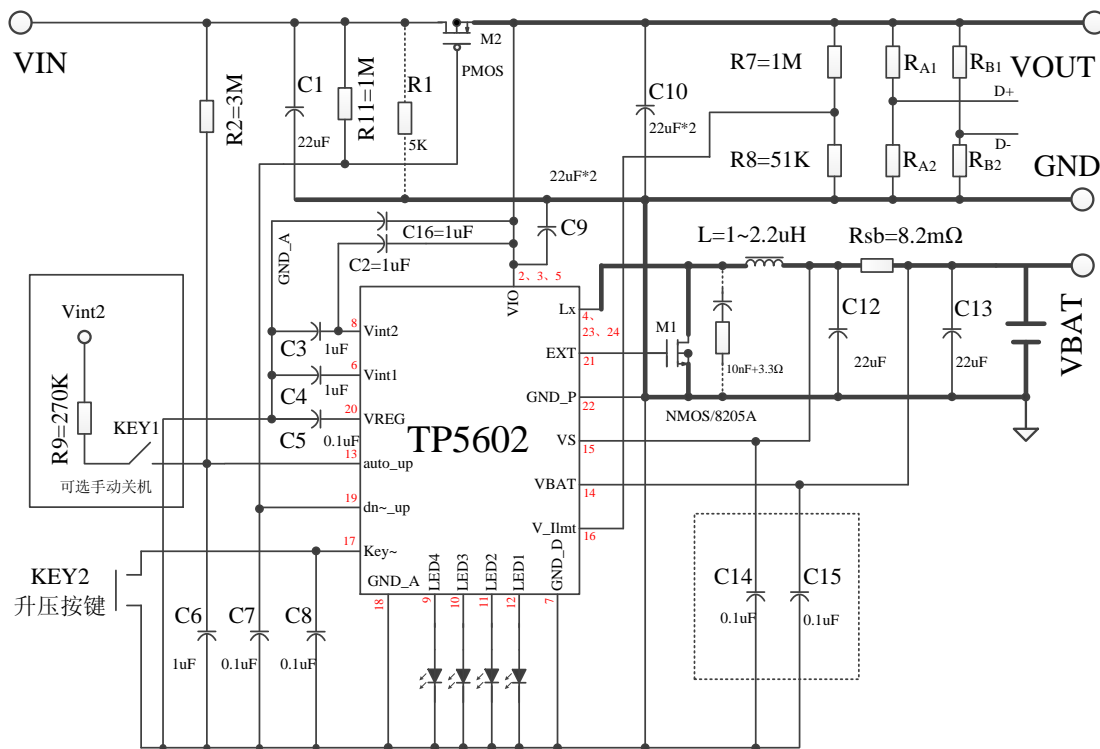 VIN
R2=3M
C1
22uF
R11=1M
R1
5K
M2
PMOS
C10
22uF*2
R7=1M
R8=51K
RA1
RA2
RB1
RB2
VOUT
D+
D-
GND
22uF*2
C9
C16=1uF
C2=1uF
GND_A
L=1~2.2uH
Rsb=8.2mΩ
2、3、5
VIO
Vint2
R9=270K
KEY1
可选手动关机
C3
1uF
C4
1uF
C5
0.1uF
8
Vint2
6
Vint1
20
VREG
13
auto_up
19
dn~_up
17
Key~
TP5602
Lx
4、
23、24
EXT
21
GND_P
22
VS
15
VBAT
14
V_Ilmt
16
M1
10nF+3.3Ω
NMOS/8205A
C12
22uF
C13
22uF
VBAT
GND_A
18
LED4
9
LED3
10
LED2
11
LED1
12
GND_D
7
KEY2
升压按键
C6
1uF
C7
0.1uF
C8
0.1uF
C14
0.1uF
C15
0.1uF